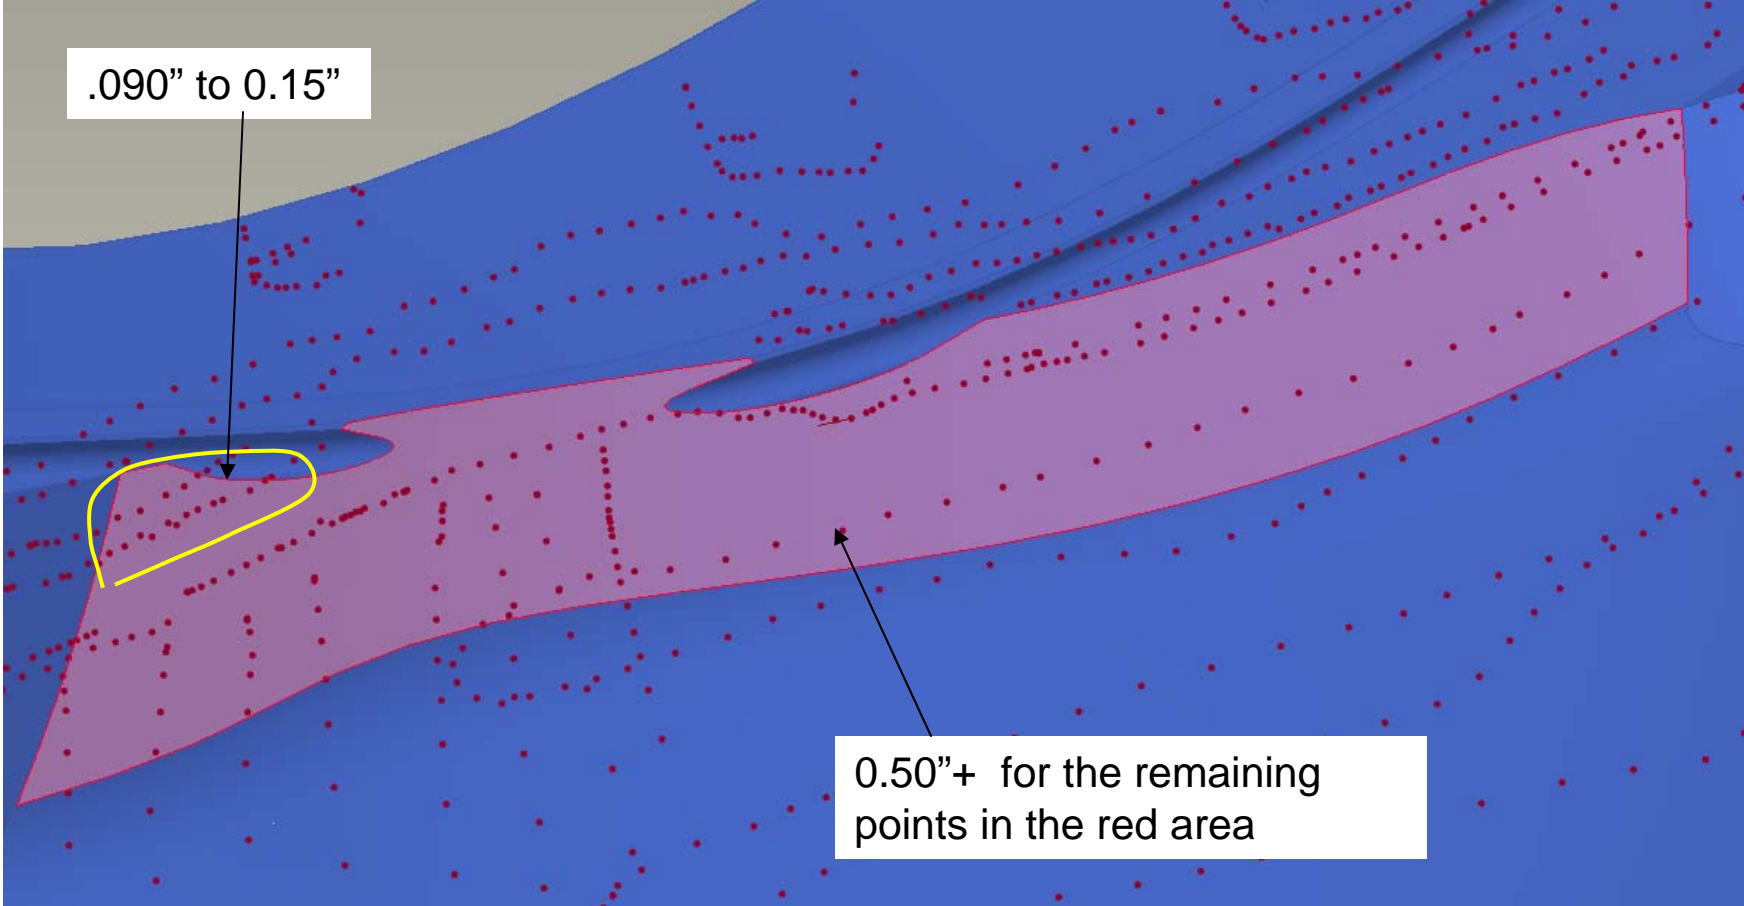 .090” to 0.15”
0.50”+ for the remaining
points in the red area